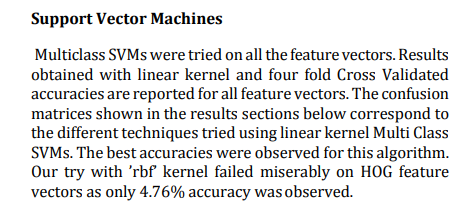 Support Vector Machines
Multiclass SVMs were tried on all the feature vectors. Results
obtained with linear kernel and four fold Cross Validated
accuracies are reported for all feature vectors. The confusion
matrices shown in the results sections below correspond to
the different techniques tried using linear kernel Multi Class
SVMs. The best accuracies were observed for this algorithm.
Our try with ’rbf’ kernel failed miserably on HOG feature
vectors as only 4.76% accuracy was observed.